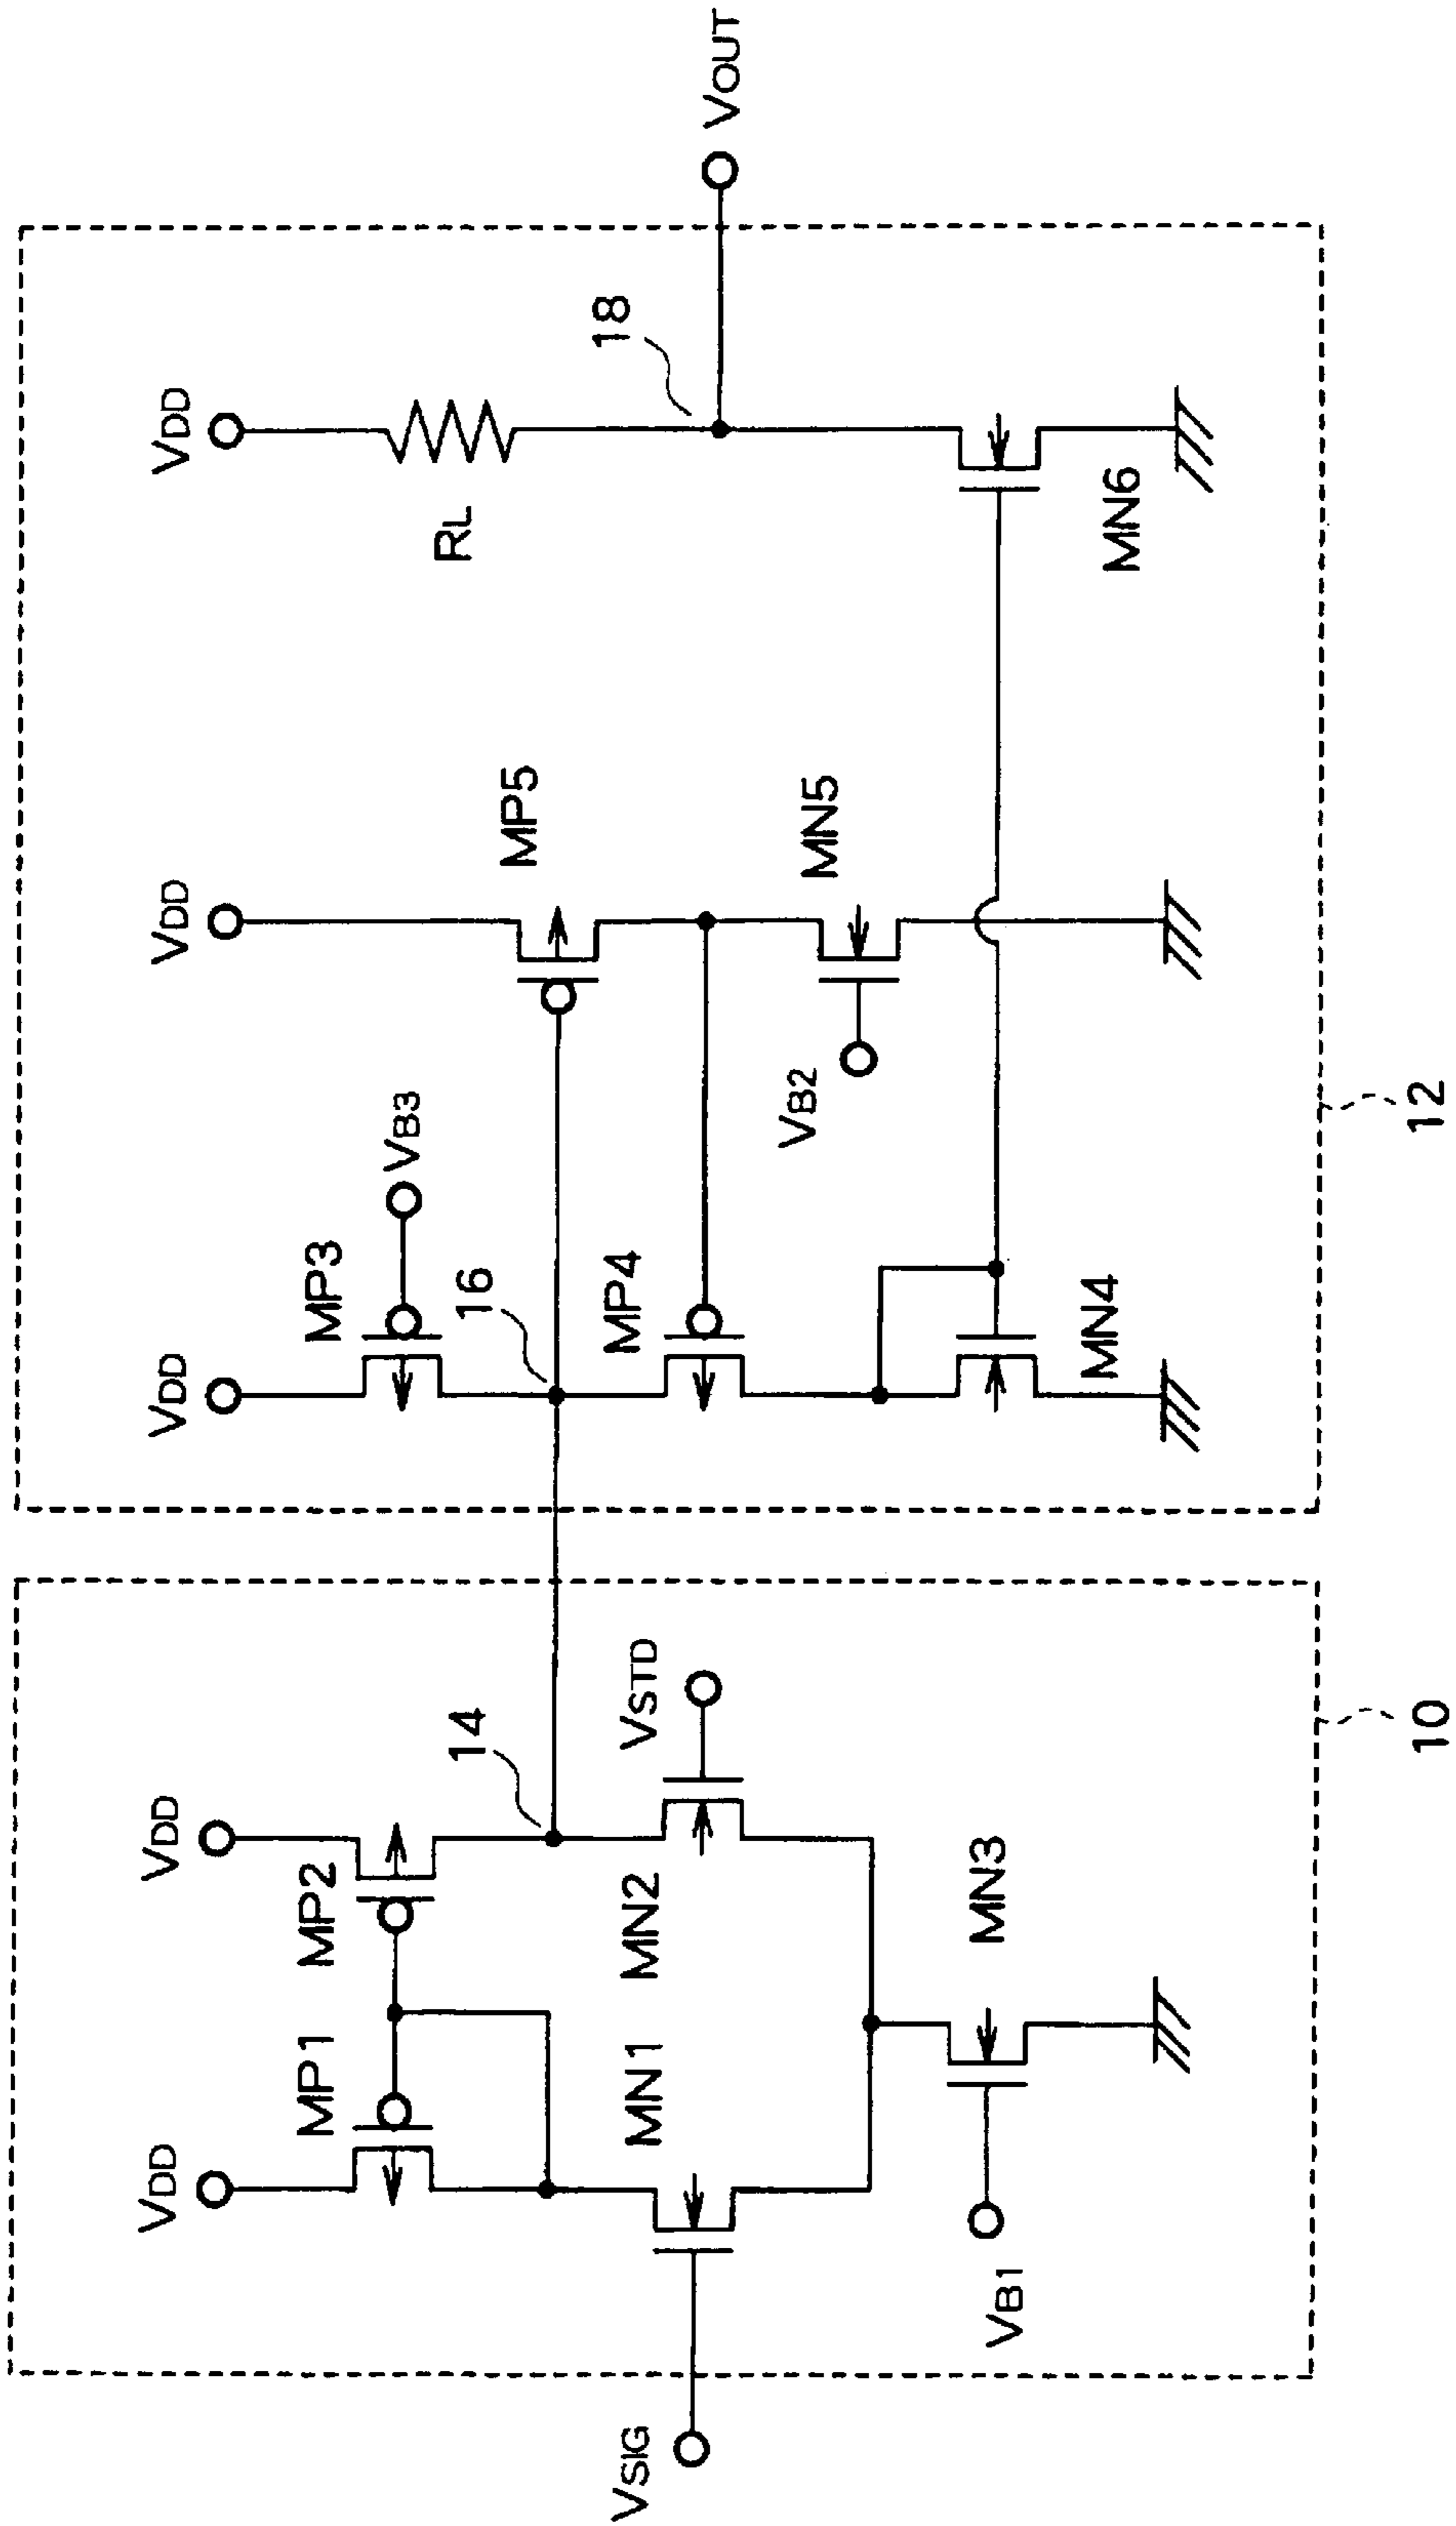 VDD
VDD
VDD
VDD
VDD
MP1
MP2
MP3
VB3
RL
14
16
MP5
18
VOUT
VSIG
MN1
MN2
VSTD
MP4
VB2
MN5
VB1
MN3
MN4
MN6
10
12